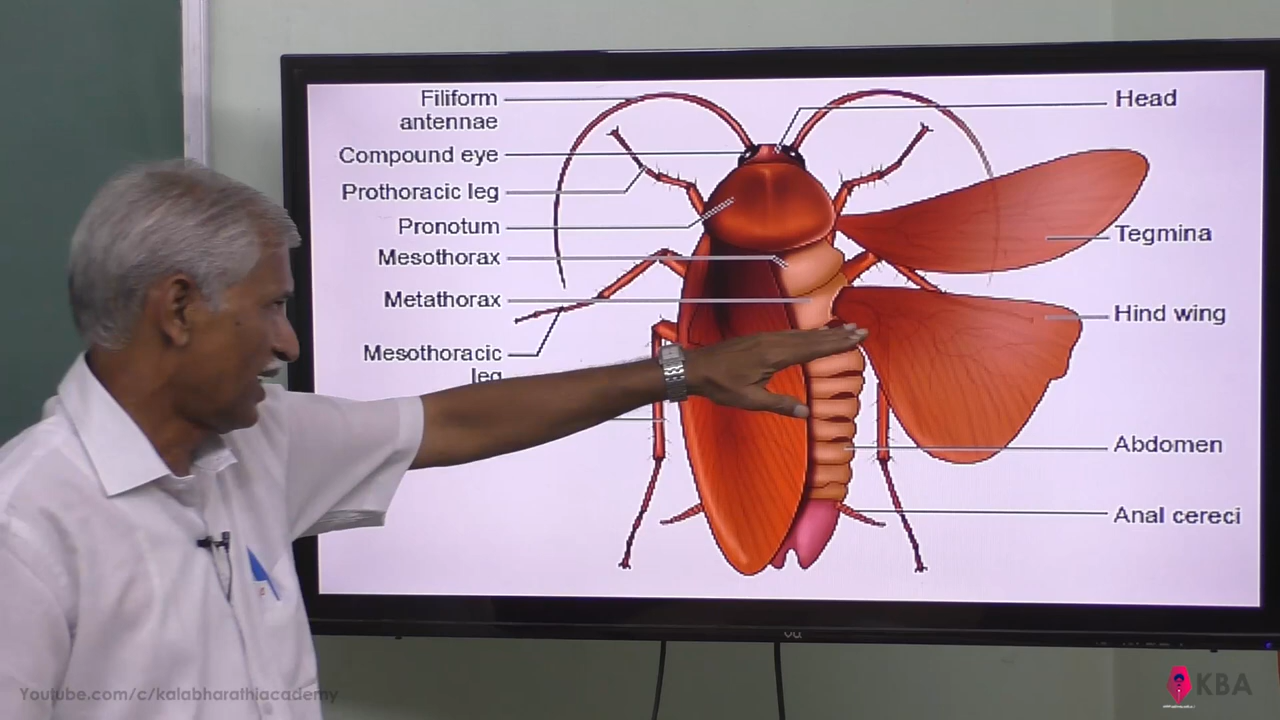 Filiform
antennae
Compound eye
Prothoracic leg
Pronotum
Mesothorax
Metathorax
Mesothoracic
leg
Head
Tegmina
Hind wing
Abdomen
Anal cereci
vu
Youtube.com/c/kalabharathiacademy
KBA